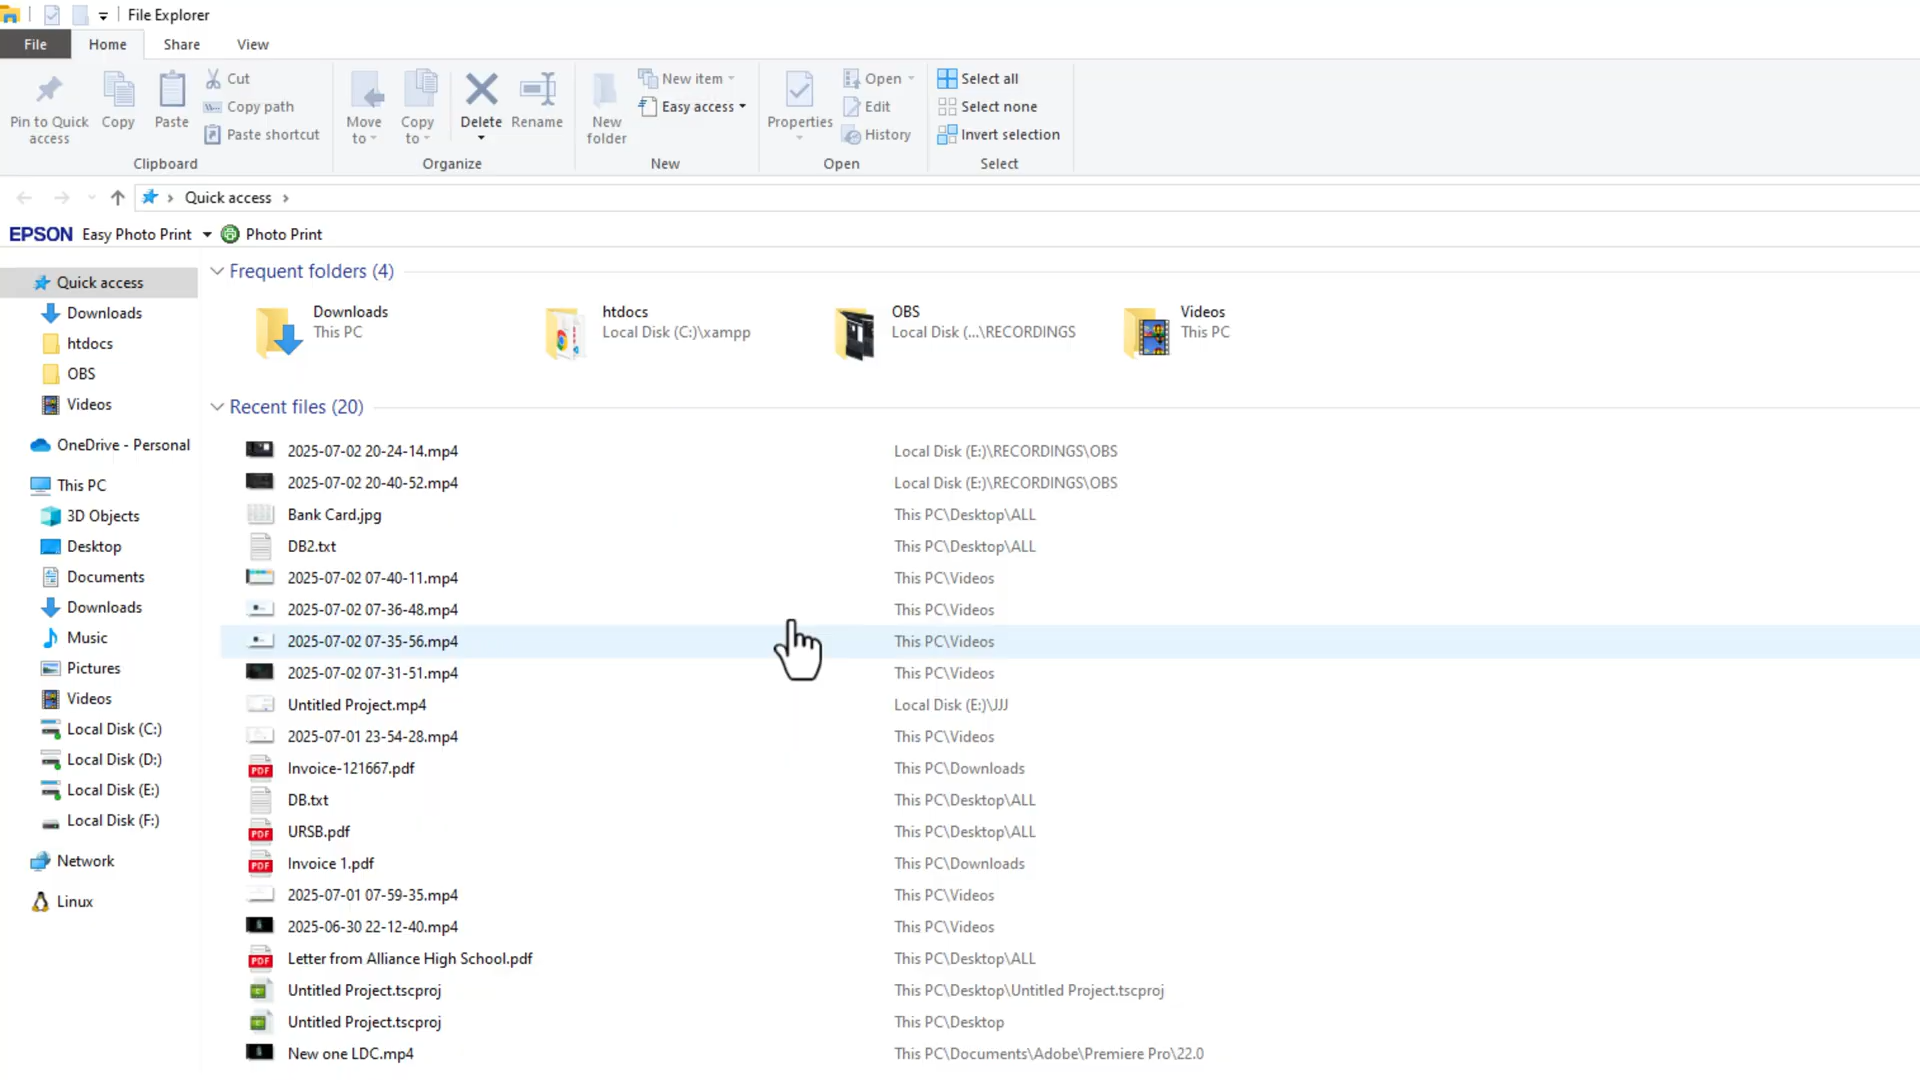 File Explorer
File Home Share View
Pin to Quick access
Copy
Paste
Cut
Copy path
Paste shortcut
Clipboard
Move to
Copy to
Delete
Rename
Organize
New folder
New item
Easy access
New
Properties
Open
Edit
History
Open
Select all
Select none
Invert selection
Select
Quick access
EPSON Easy Photo Print Photo Print
Quick access
Downloads
htdocs
OBS
Videos
OneDrive - Personal
This PC
3D Objects
Desktop
Documents
Downloads
Music
Pictures
Videos
Local Disk (C:)
Local Disk (D:)
Local Disk (E:)
Local Disk (F:)
Network
Linux
Frequent folders (4)
Downloads
This PC
htdocs
Local Disk (C:)\xampp
OBS
Local Disk (...\RECORDINGS
Videos
This PC
Recent files (20)
2025-07-02 20-24-14.mp4 Local Disk (E:)\RECORDINGS\OBS
2025-07-02 20-40-52.mp4 Local Disk (E:)\RECORDINGS\OBS
Bank Card.jpg This PC\Desktop\ALL
DB2.txt This PC\Desktop\ALL
2025-07-02 07-40-11.mp4 This PC\Videos
2025-07-02 07-36-48.mp4 This PC\Videos
2025-07-02 07-35-56.mp4 This PC\Videos
2025-07-02 07-31-51.mp4 This PC\Videos
Untitled Project.mp4 Local Disk (E:)\JJJ
2025-07-01 23-54-28.mp4 This PC\Videos
Invoice-121667.pdf This PC\Downloads
DB.txt This PC\Desktop\ALL
URSB.pdf This PC\Desktop\ALL
Invoice 1.pdf This PC\Downloads
2025-07-01 07-59-35.mp4 This PC\Videos
2025-06-30 22-12-40.mp4 This PC\Videos
Letter from Alliance High School.pdf This PC\Desktop\ALL
Untitled Project.tscproj This PC\Desktop\Untitled Project.tscproj
Untitled Project.tscproj This PC\Desktop
New one LDC.mp4 This PC\Documents\Adobe\Premiere Pro\22.0